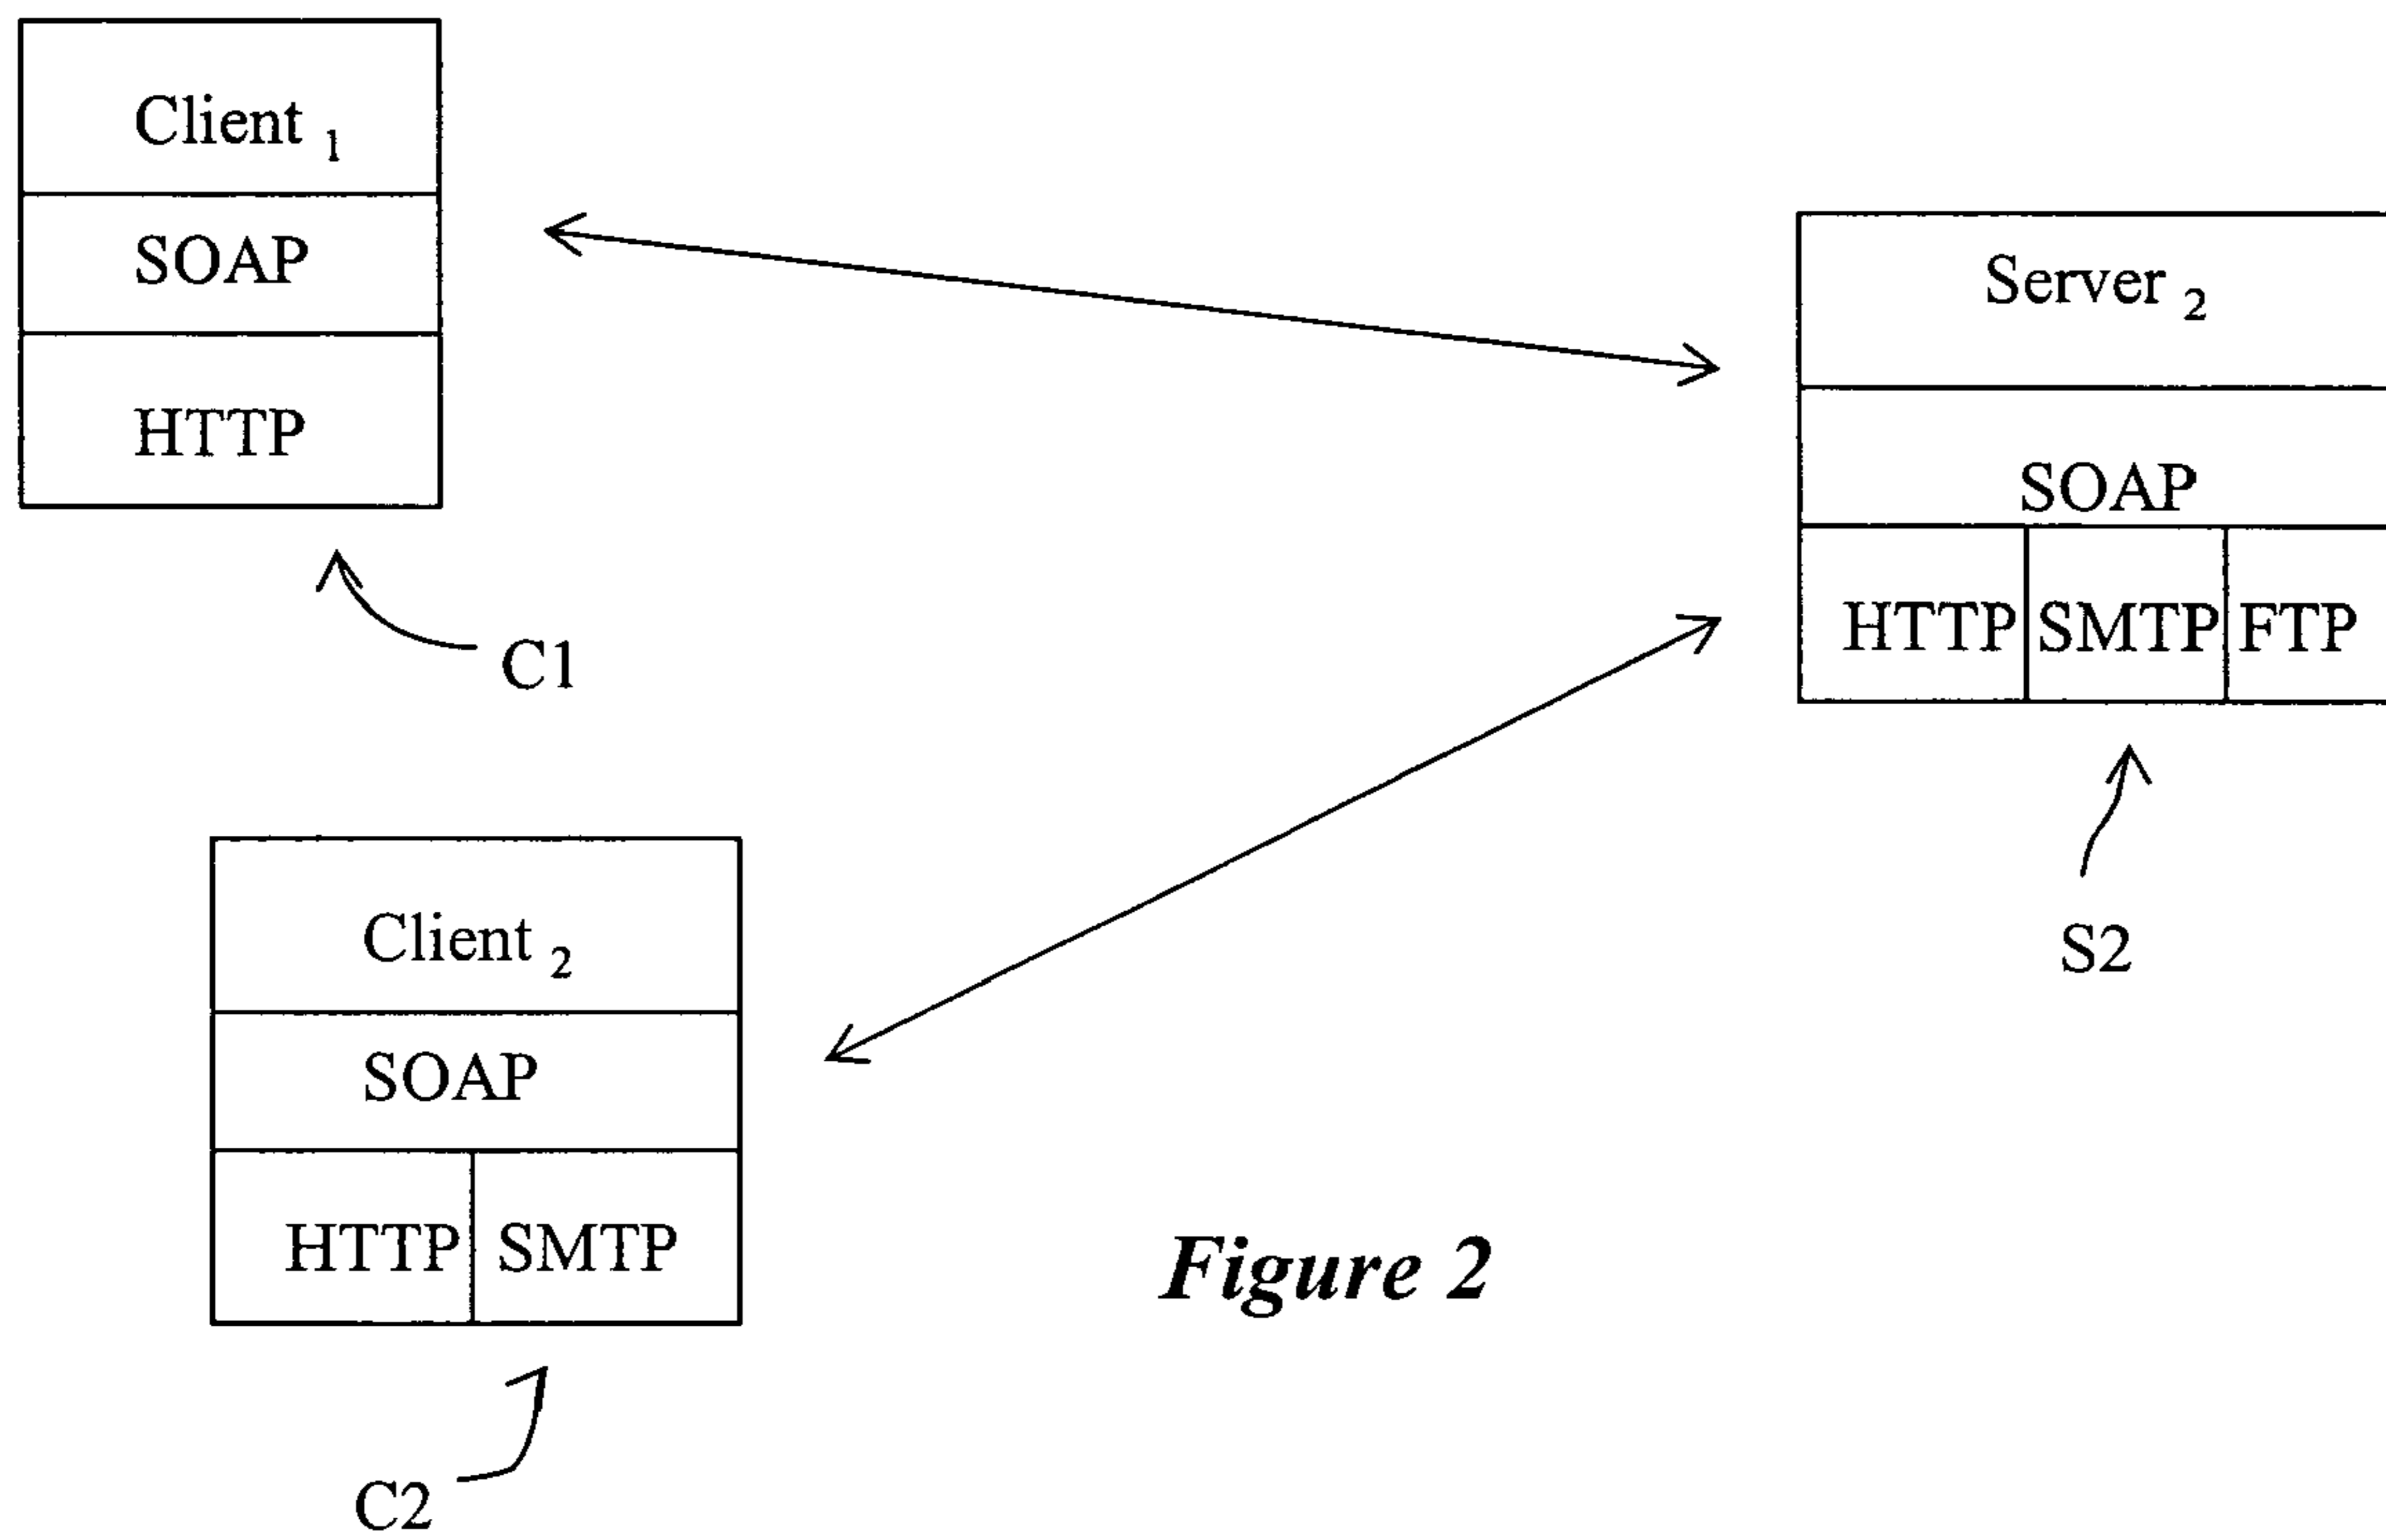 Client 1
SOAP
HTTP
C1
Server 2
SOAP
HTTP SMTP FTP
S2
Client 2
SOAP
HTTP SMTP
C2
Figure 2